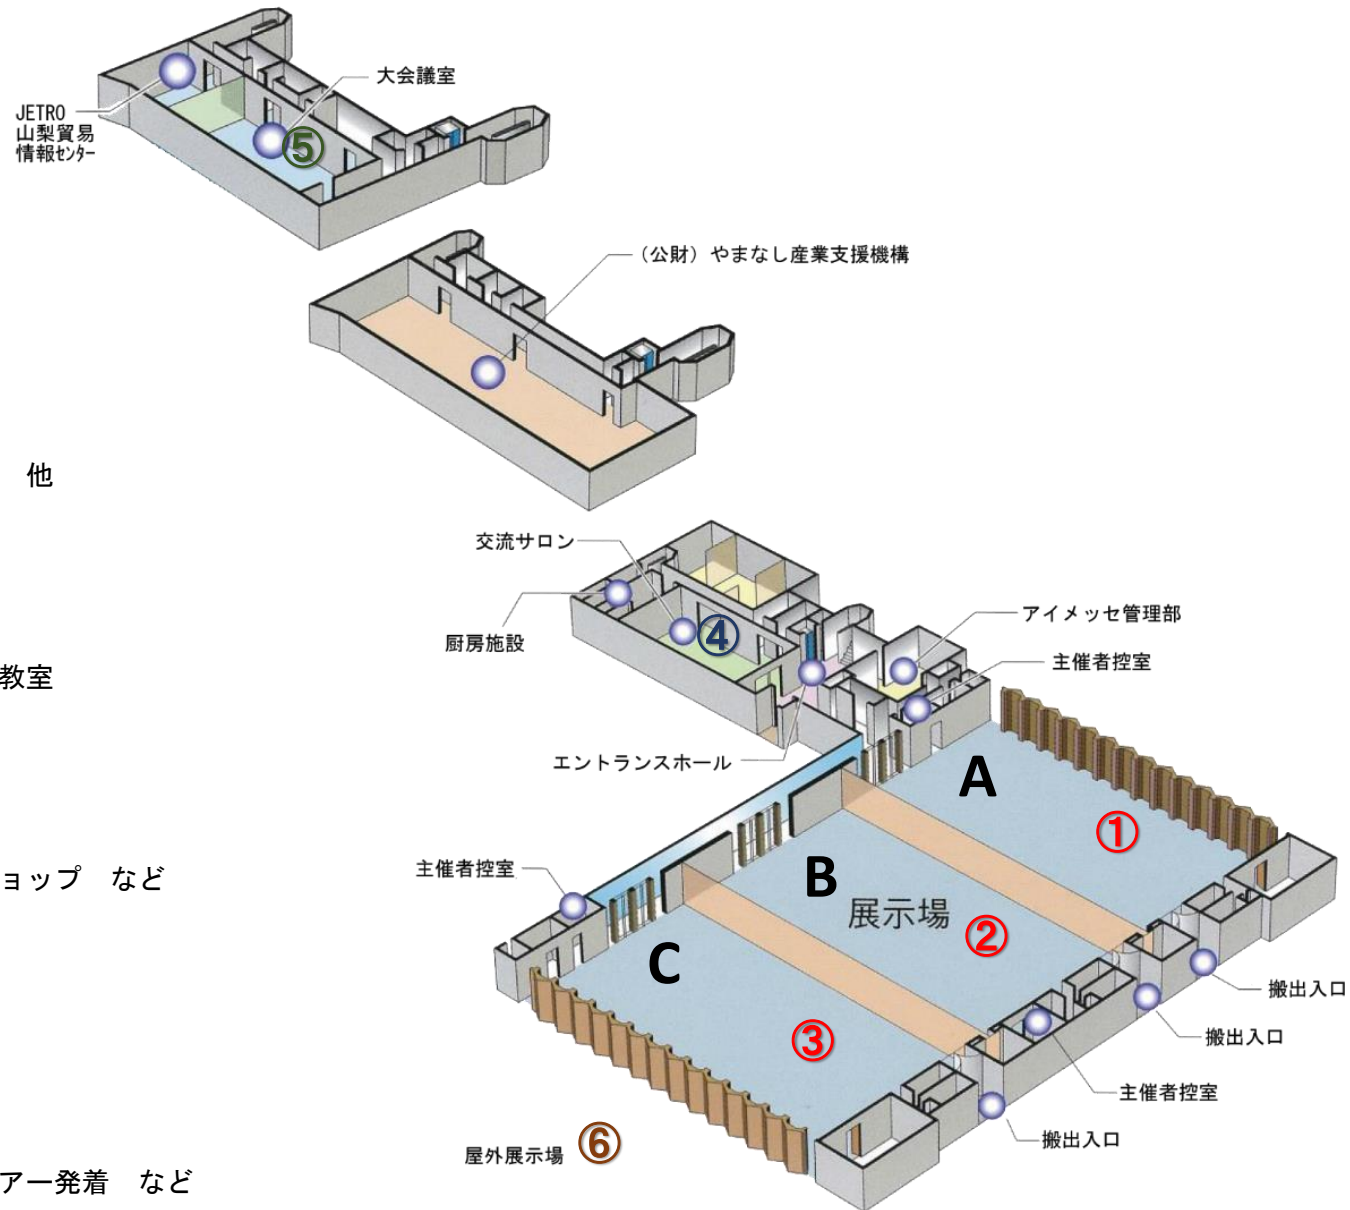 大会議室
JETRO
山梨貿易
情報ｾﾝﾀｰ
⑤
（公財）やまなし産業支援機構
他
交流サロン
厨房施設
④
アイメッセ管理部
主催者控室
教室
エントランスホール
A
①
主催者控室
ョップ　など
B
展示場
②
C
搬出入口
搬出入口
③
主催者控室
搬出入口
屋外展示場
⑥
アー発着　など